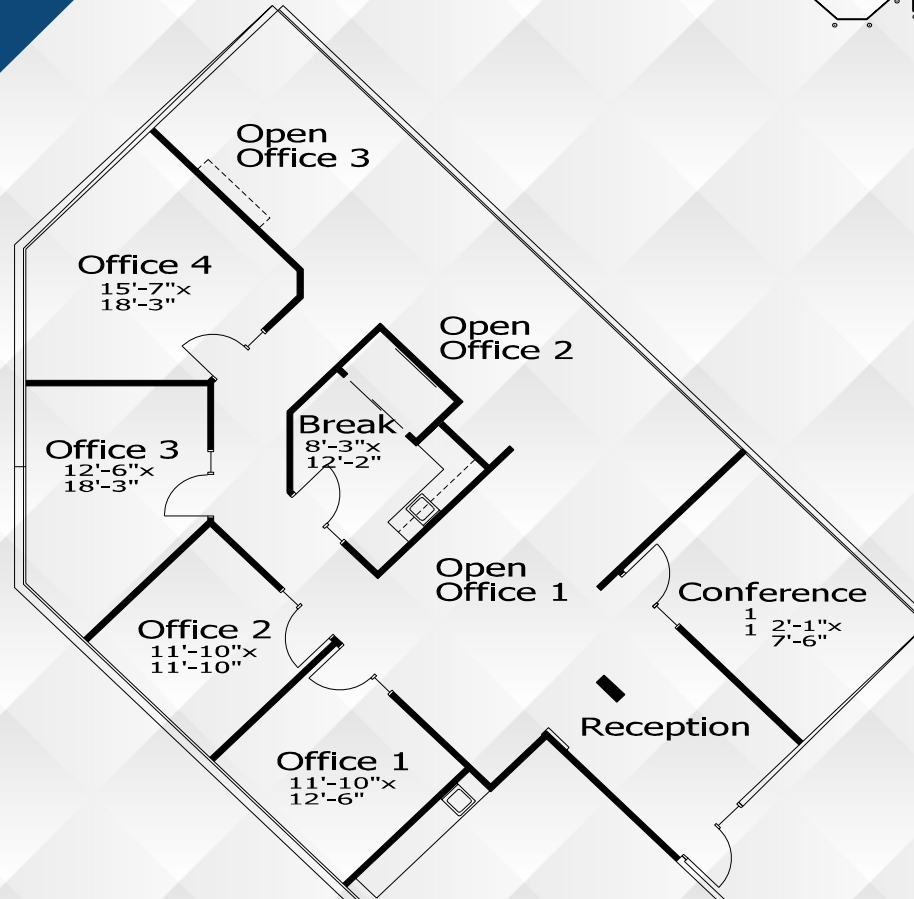 Open
Office 3
Office 4
15'-7"x
18'-3"
Open
Office 2
Break
8'-3"x
12'-2"
Office 3
12'-6"x
18'-3"
Open
Office 1
Conference
1
1 2'-1"x
7'-6"
Office 2
11'-10"x
11'-10"
Reception
Office 1
11'-10"x
12'-6"